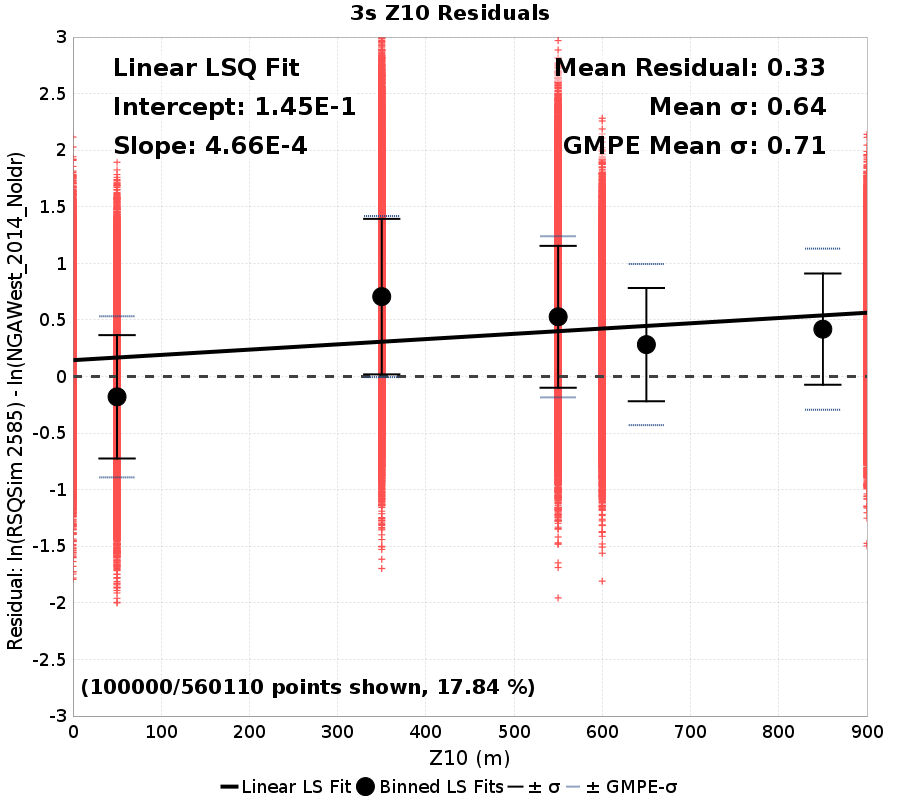 3s Z10 Residuals
Linear LSQ Fit
Intercept: 1.45E-1
Slope: 4.66E-4
Mean Residual: 0.33
Mean σ: 0.64
GMPE Mean σ: 0.71
Residual: ln(RSQSim 2585) - ln(NGAWest_2014_NoIdr)
3
2.5
2
1.5
1
0.5
0
-0.5
-1
-1.5
-2
-2.5
-3
(100000/560110 points shown, 17.84 %)
0 100 200 300 400 500 600 700 800 900
Z10 (m)
Linear LS Fit Binned LS Fits ± σ ± GMPE-σ